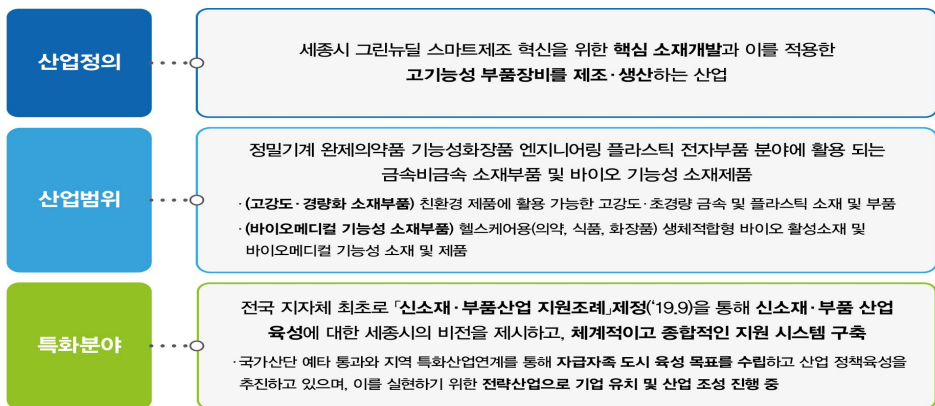 산업정의
세종시 그린뉴딜 스마트제조 혁신을 위한 핵심 소재개발과 이를 적용한
고기능성 부품장비를 제조·생산하는 산업
산업범위
정밀기계 완제의약품 기능성화장품 엔지니어링 플라스틱 전자부품 분야에 활용 되는
금속비금속 소재부품 및 바이오 기능성 소재제품
· (고강도·경량화 소재부품) 친환경 제품에 활용 가능한 고강도·초경량 금속 및 플라스틱 소재 및 부품
· (바이오메디컬 기능성 소재부품) 헬스케어용(의약, 식품, 화장품) 생체적합형 바이오 활성소재 및
바이오메디컬 기능성 소재 및 제품
특화분야
전국 지자체 최초로 「신소재·부품산업 지원조례」제정('19.9)을 통해 신소재·부품 산업
육성에 대한 세종시의 비전을 제시하고, 체계적이고 종합적인 지원 시스템 구축
· 국가산단 예타 통과와 지역 특화산업연계를 통해 자급자족 도시 육성 목표를 수립하고 산업 정책육성을
추진하고 있으며, 이를 실현하기 위한 전략산업으로 기업 유치 및 산업 조성 진행 중